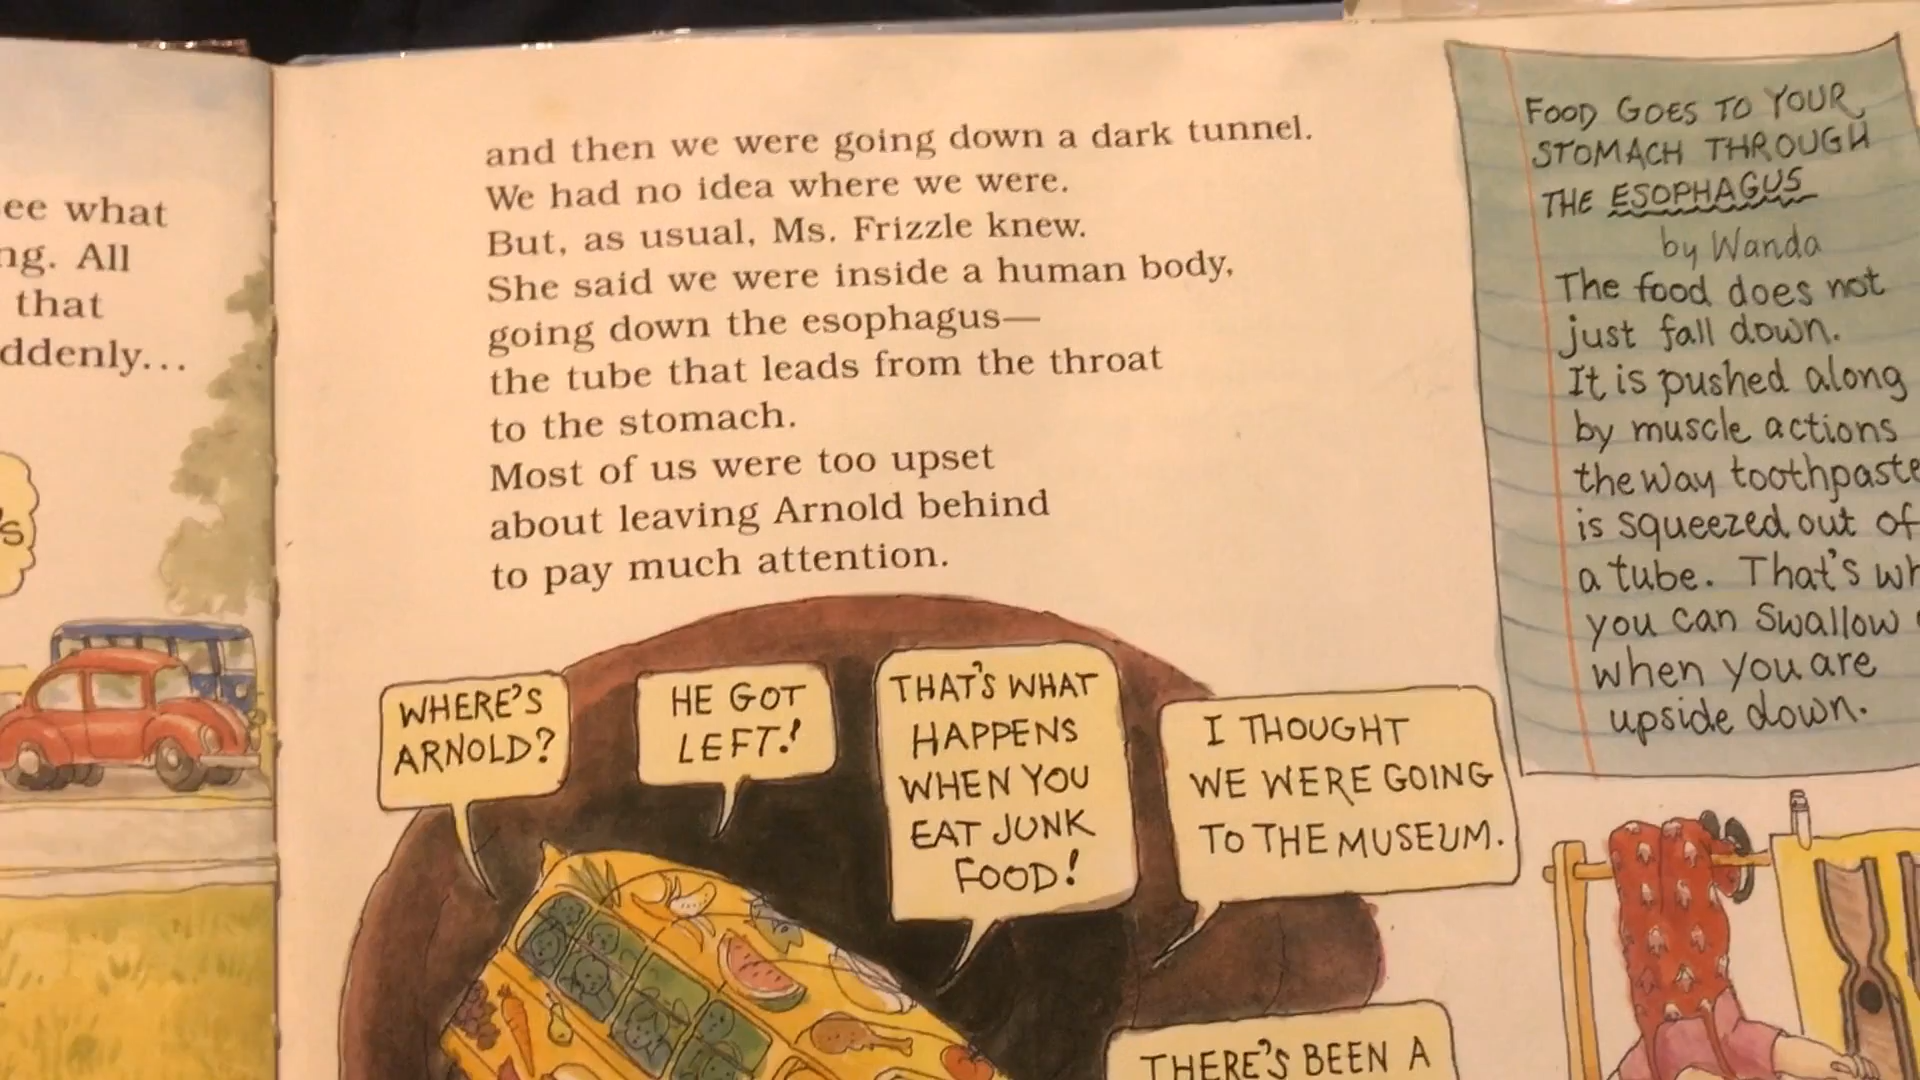 ee what
ng. All
that
ddenly...
's
and then we were going down a dark tunnel.
We had no idea where we were.
But, as usual, Ms. Frizzle knew.
She said we were inside a human body,
going down the esophagus—
the tube that leads from the throat
to the stomach.
Most of us were too upset
about leaving Arnold behind
to pay much attention.
WHERE'S
ARNOLD?
HE GOT
LEFT!
THAT'S WHAT
HAPPENS
WHEN YOU
EAT JUNK
FOOD!
I THOUGHT
WE WERE GOING
TO THE MUSEUM.
THERE'S BEEN A
FOOD GOES TO YOUR
STOMACH THROUGH
THE ESOPHAGUS
by Wanda
The food does not
just fall down.
It is pushed along
by muscle actions
the way toothpaste
is squeezed out of
a tube. That's wh
you can swallow
when you are
upside down.